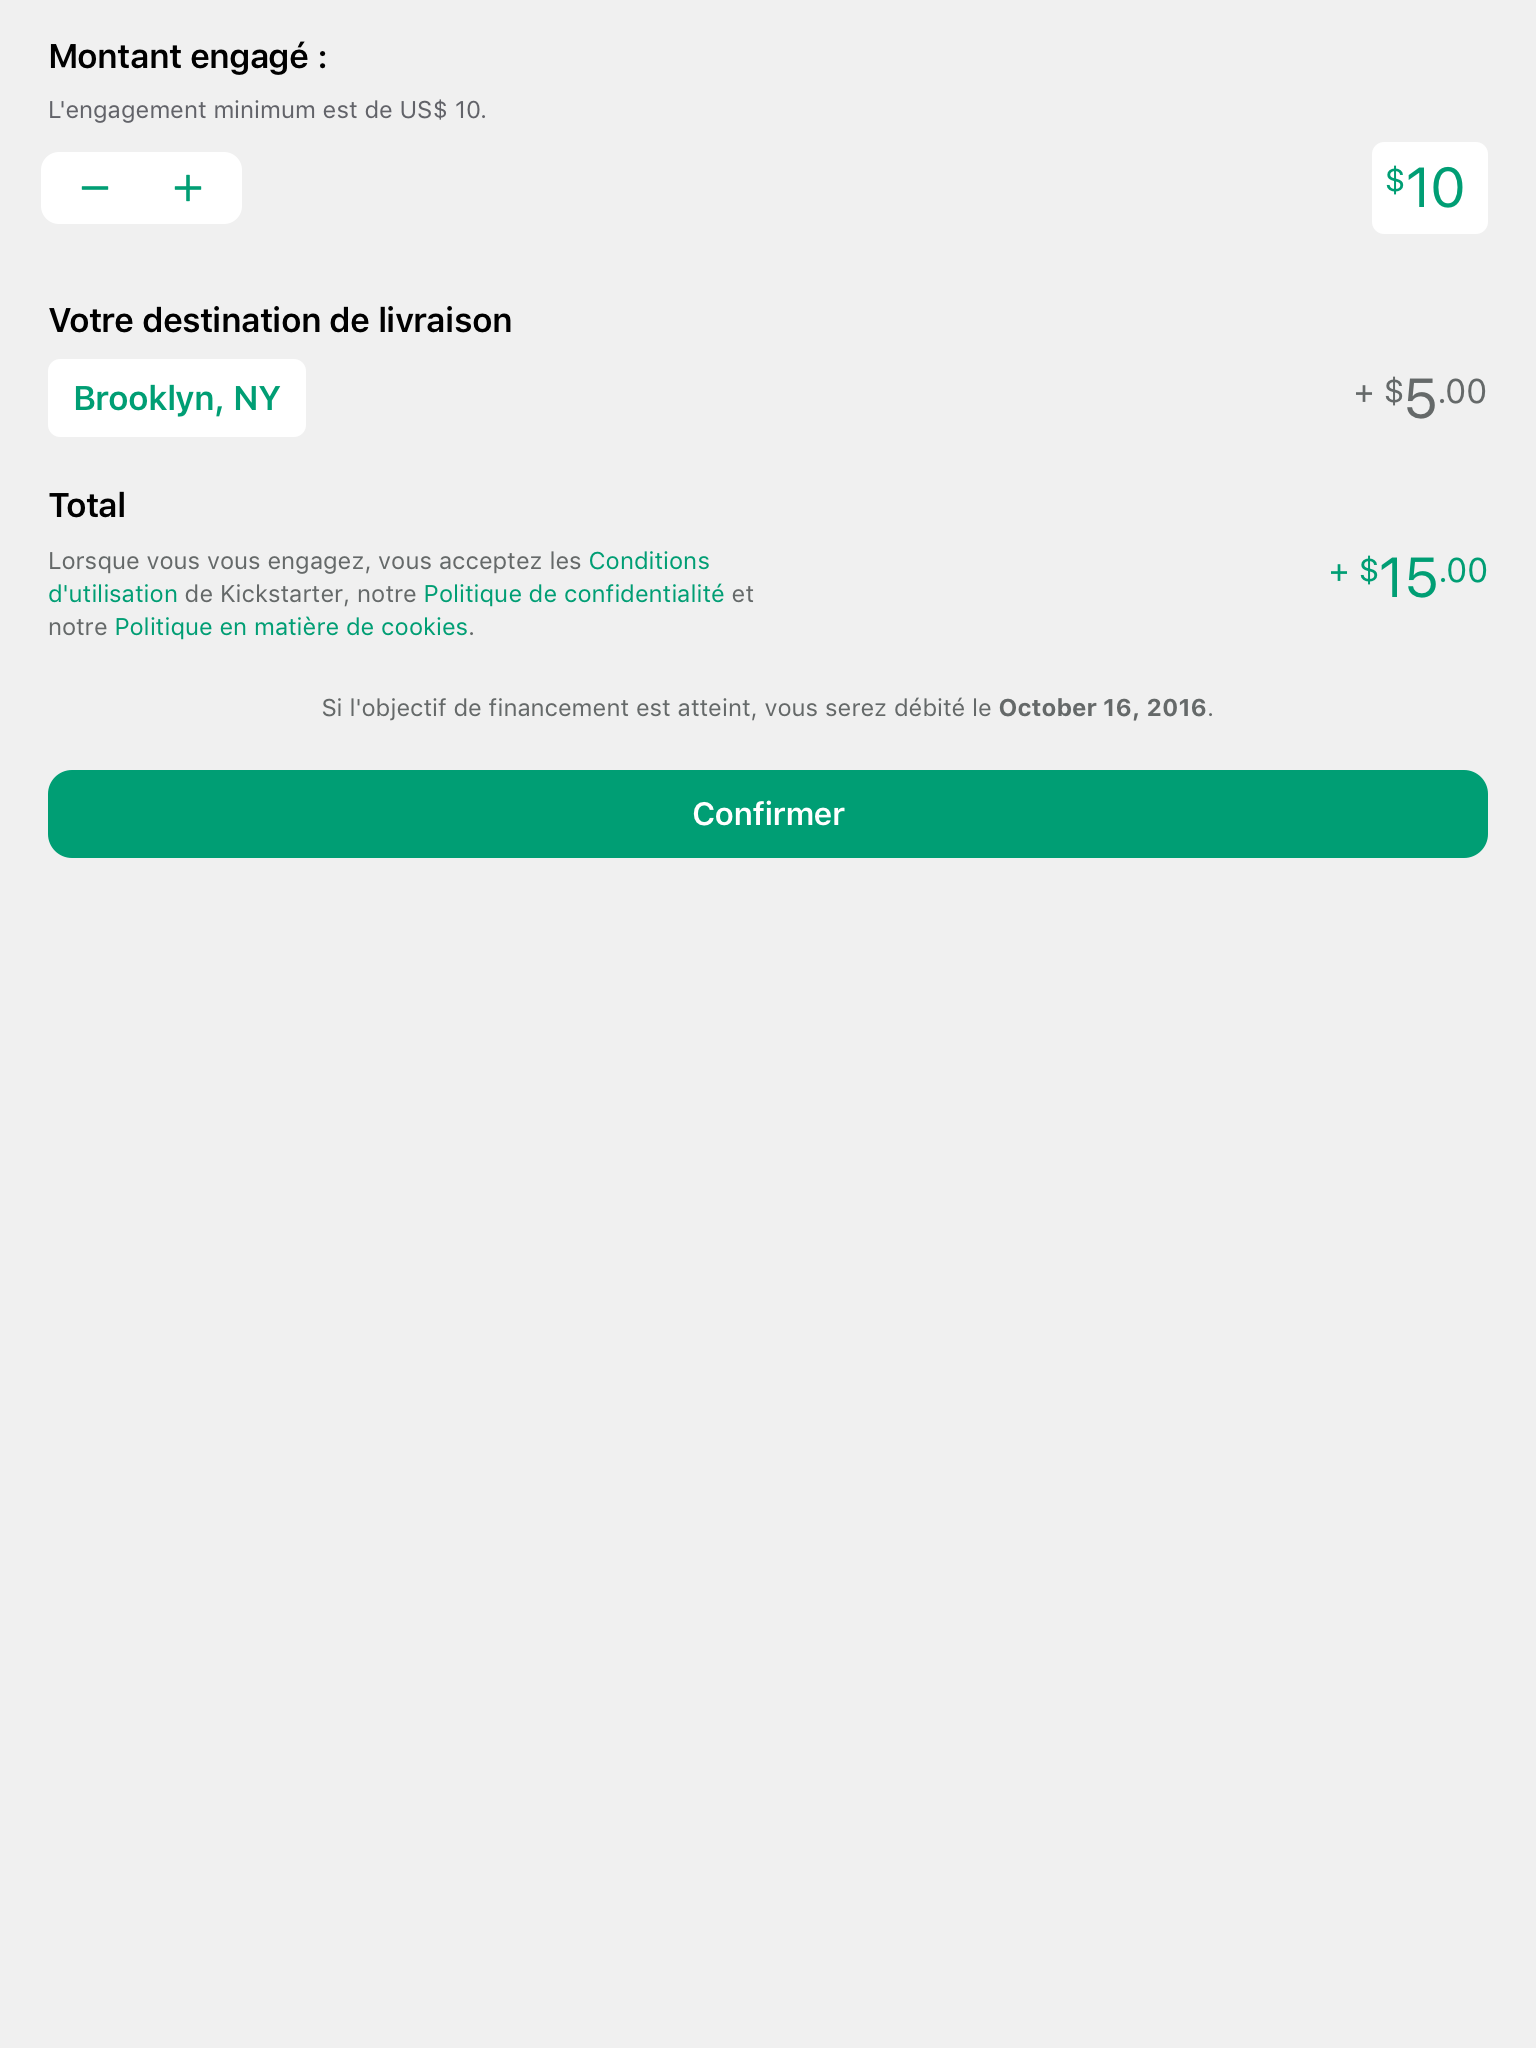 Montant engagé :
L'engagement minimum est de US$ 10.
− +
$10
Votre destination de livraison
Brooklyn, NY
+ $5.00
Total
Lorsque vous vous engagez, vous acceptez les Conditions
d'utilisation de Kickstarter, notre Politique de confidentialité et
notre Politique en matière de cookies.
+ $15.00
Si l'objectif de financement est atteint, vous serez débité le October 16, 2016.
Confirmer